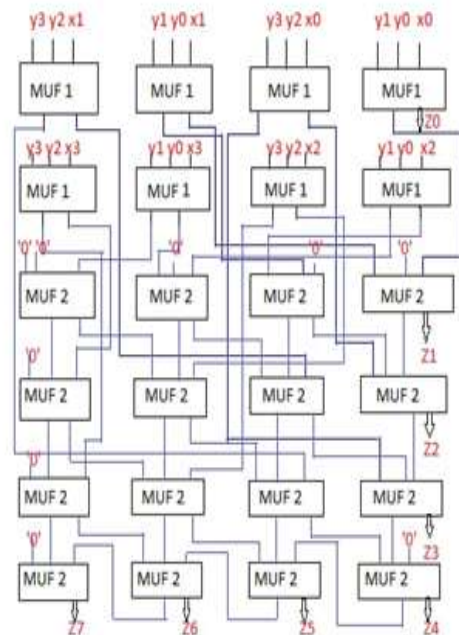 y3 y2 x1 y1 y0 x1 y3 y2 x0 y1 y0 x0
MUF 1 MUF 1 MUF 1 MUF 1
Z0
y3 y2 x3 y1 y0 x3 y3 y2 x2 y1 y0 x2
MUF 1 MUF 1 MUF 1 MUF1
'0' '0' '0' '0' '0'
MUF 2 MUF 2 MUF 2 MUF 2
Z1
'0'
MUF 2 MUF 2 MUF 2 MUF 2
Z2
'0'
MUF 2 MUF 2 MUF 2 MUF 2
Z3
'0' '0'
MUF 2 MUF 2 MUF 2 MUF 2
Z7 Z6 Z5 Z4